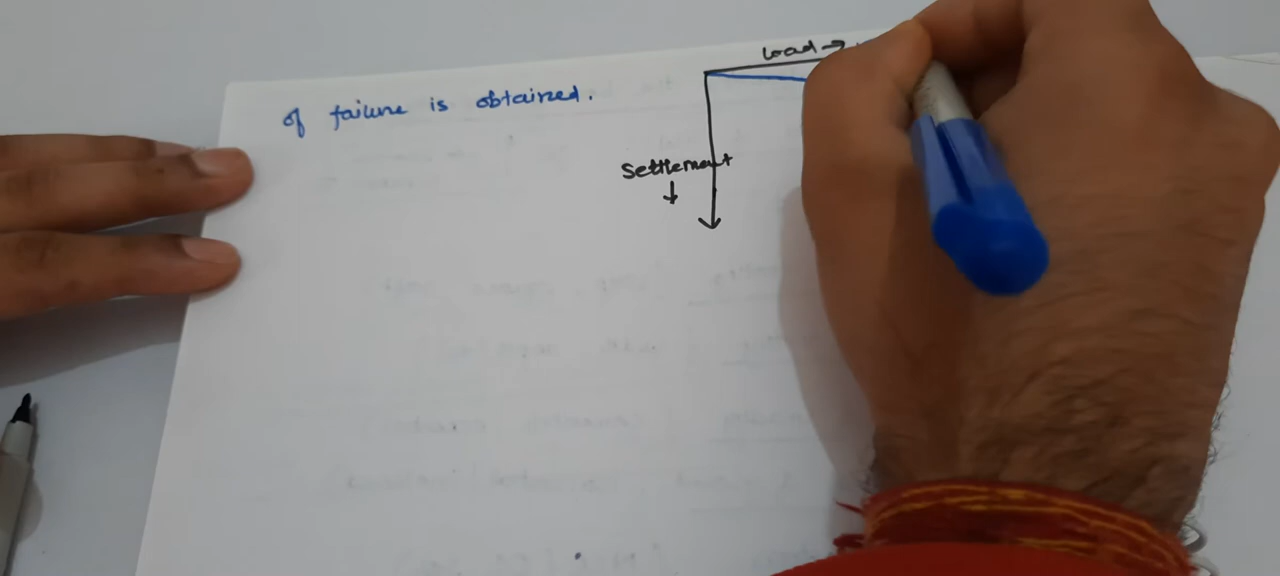 Load →
of failure is obtained.
Settlement
↓